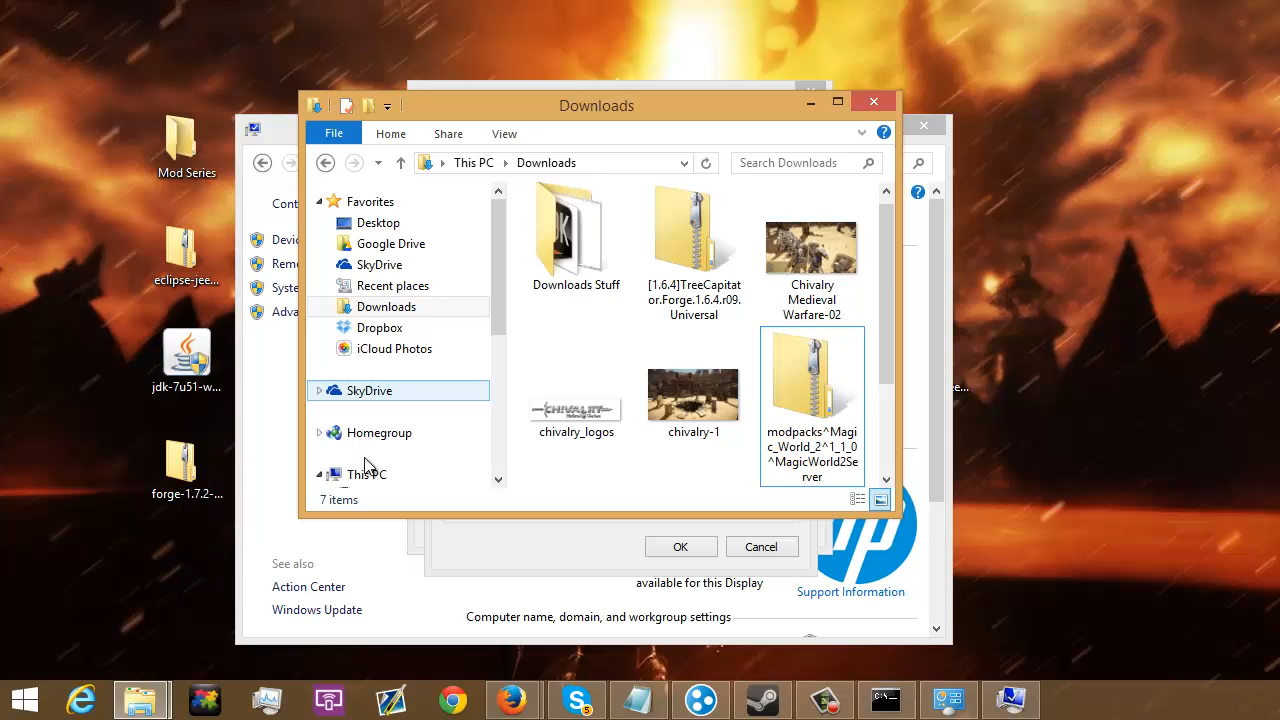 Mod Series
eclipse-jee...
jdk-7u51-w...
forge-1.7.2-...
Downloads
File
Home
Share
View
This PC
Downloads
Search Downloads
Favorites
Desktop
Google Drive
SkyDrive
Recent places
Downloads
Dropbox
iCloud Photos
SkyDrive
Homegroup
This PC
Downloads Stuff
[1.6.4]TreeCapitat
or.Forge.1.6.4.r09.
Universal
Chivalry
Medieval
Warfare-02
chivalry_logos
chivalry-1
modpacks^Magi
c_World_2^1_1_0
^MagicWorld2Se
rver
7 items
Cont
Devic
Rem
Syste
Adva
See also
Action Center
Windows Update
OK
Cancel
available for this Display
Computer name, domain, and workgroup settings
hp
Support Information
e...
5